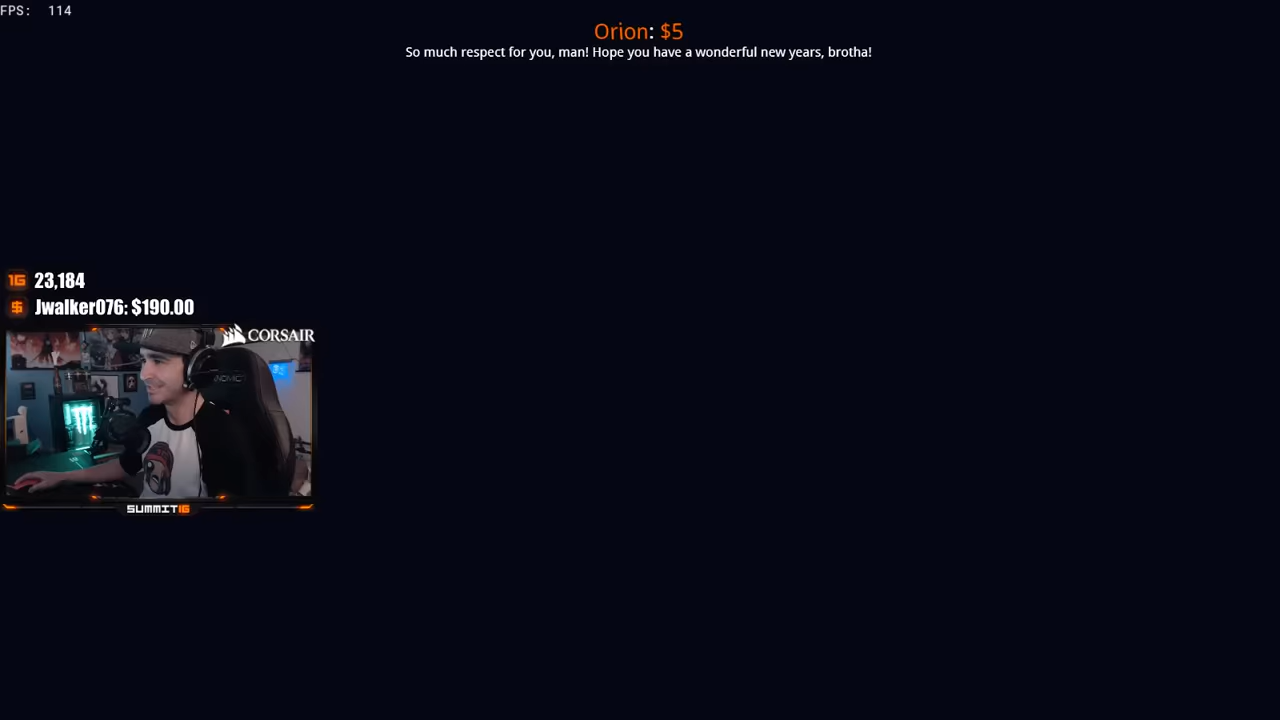 FPS: 114
Orion: $5
So much respect for you, man! Hope you have a wonderful new years, brotha!
1G 23,184
$ Jwalker076: $190.00
CORSAIR
SUMMIT1G